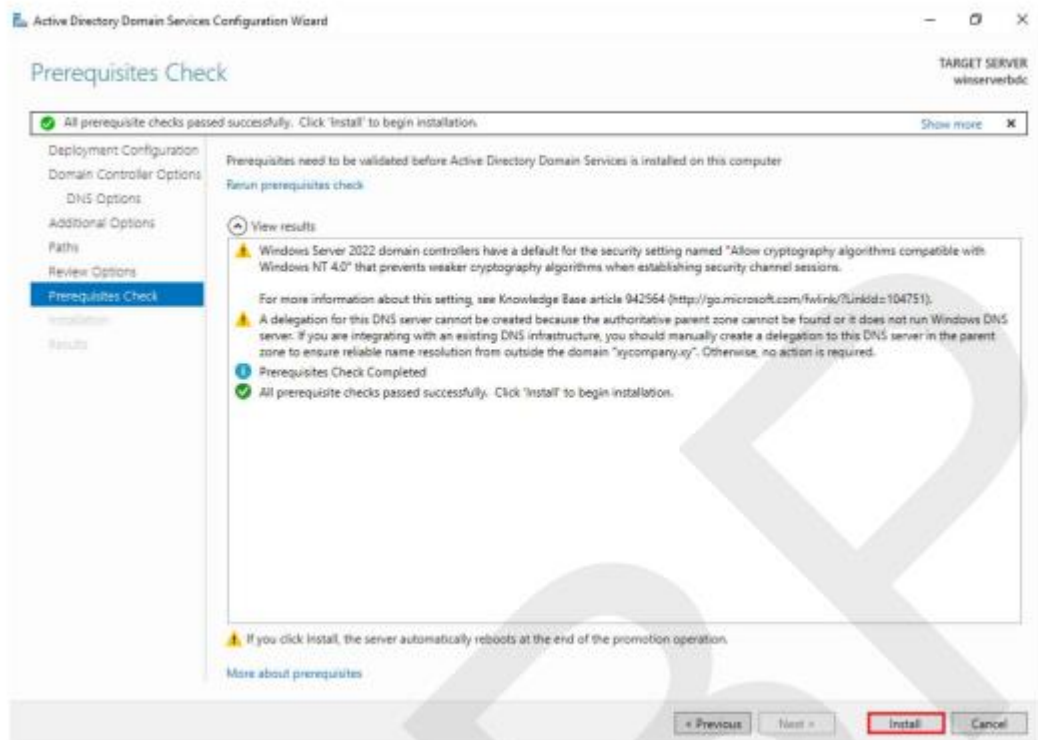 Active Directory Domain Services Configuration Wizard
Prerequisites Check
TARGET SERVER
winserverbdc
All prerequisite checks passed successfully. Click 'Install' to begin installation.
Show more
Deployment Configuration
Domain Controller Options
DNS Options
Additional Options
Paths
Review Options
Prerequisites Check
Installation
Results
Prerequisites need to be validated before Active Directory Domain Services is installed on this computer
Rerun prerequisites check
View results
Windows Server 2022 domain controllers have a default for the security setting named "Allow cryptography algorithms compatible with
Windows NT 4.0" that prevents weaker cryptography algorithms when establishing security channel sessions.
For more information about this setting, see Knowledge Base article 942564 (http://go.microsoft.com/fwlink/?LinkId=104751).
A delegation for this DNS server cannot be created because the authoritative parent zone cannot be found or it does not run Windows DNS
server. If you are integrating with an existing DNS infrastructure, you should manually create a delegation to this DNS server in the parent
zone to ensure reliable name resolution from outside the domain "xycompany.xy". Otherwise, no action is required.
Prerequisites Check Completed
All prerequisite checks passed successfully. Click 'Install' to begin installation.
If you click Install, the server automatically reboots at the end of the promotion operation.
More about prerequisites
< Previous
Next >
Install
Cancel